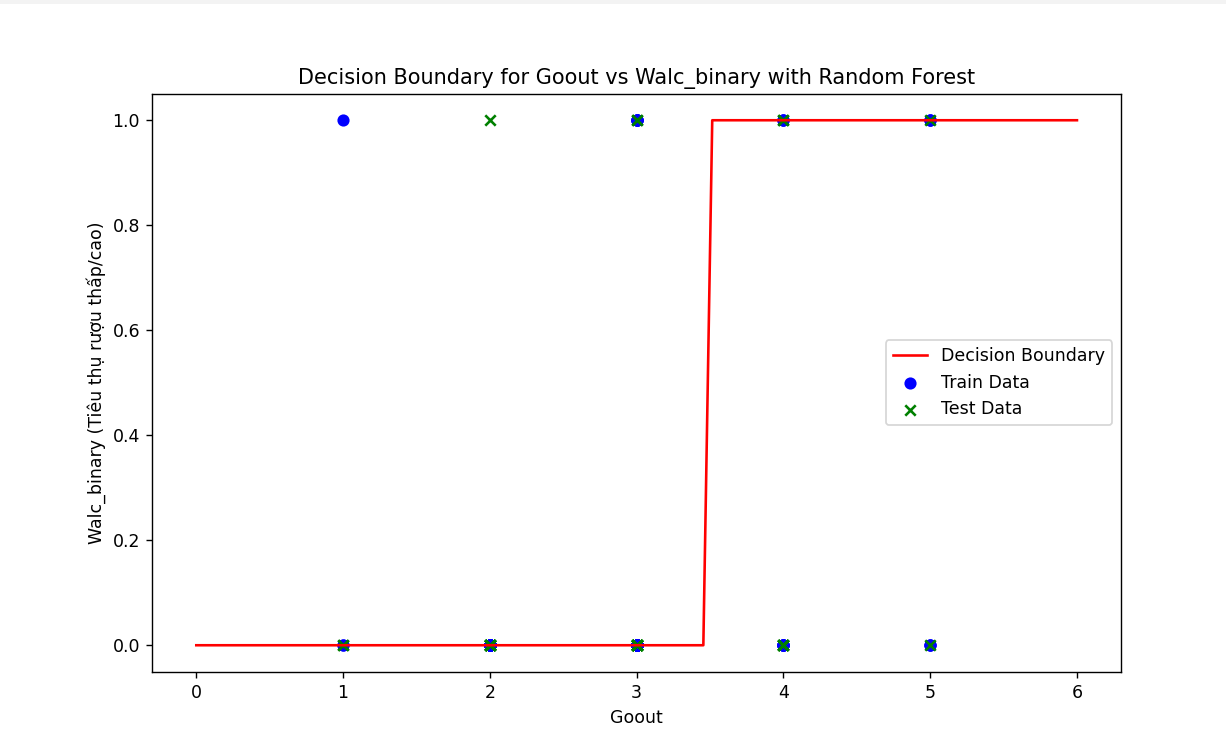 Decision Boundary for Goout vs Walc_binary with Random Forest
Walc_binary (Tiêu thụ rượu thấp/cao)
1.0
0.8
0.6
0.4
0.2
0.0
Decision Boundary
Train Data
Test Data
0 1 2 3 4 5 6
Goout